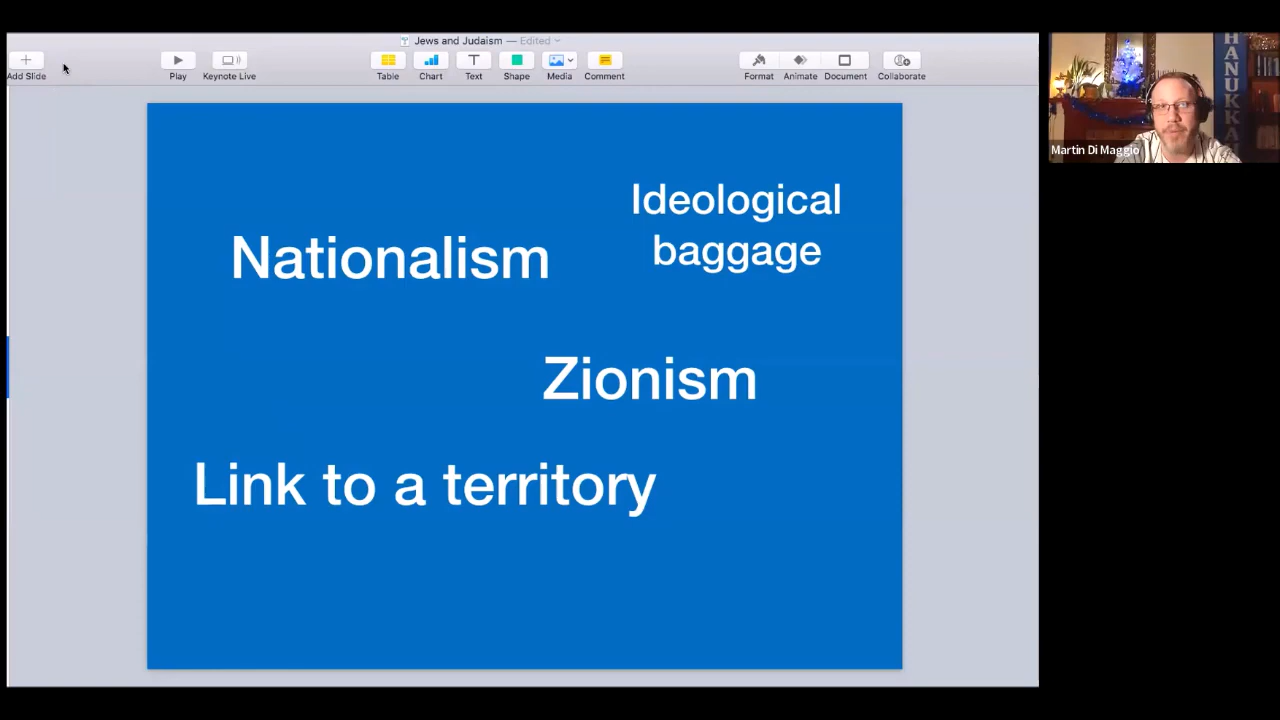 Jews and Judaism — Edited
Add Slide
Play
Keynote Live
Table
Chart
Text
Shape
Media
Comment
Format
Animate
Document
Collaborate
Ideological
baggage
Nationalism
Zionism
Link to a territory
HANUKKA
Martin Di Maggio